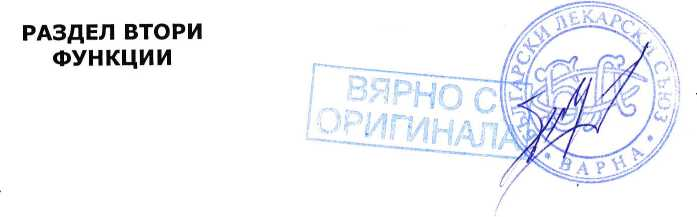 РАЗДЕЛ ВТОРИ
ФУНКЦИИ
ВЯРНО С
ОРИГИНАЛА
БЪЛГАРСКИ ЛЕКАРСКИ СЪЮЗ
• ВАРНА •